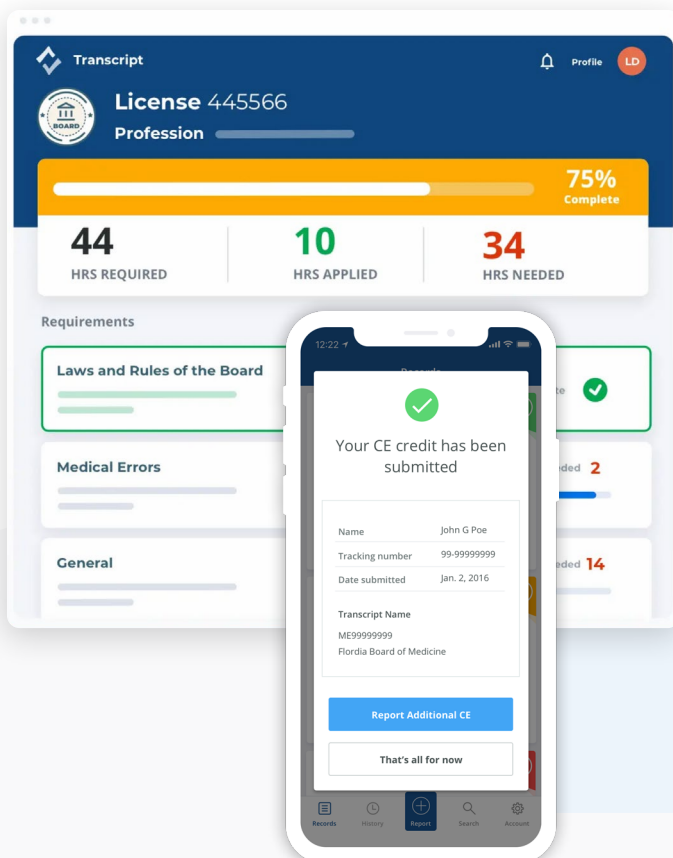 Transcript
Profile
LD
BOARD
License 445566
Profession
75%
Complete
44
HRS REQUIRED
10
HRS APPLIED
34
HRS NEEDED
Requirements
Laws and Rules of the Board
Medical Errors
2
General
14
12:22
Your CE credit has been
submitted
Name John G Poe
Tracking number 99-99999999
Date submitted Jan. 2, 2016
Transcript Name
ME99999999
Flordia Board of Medicine
Report Additional CE
That's all for now
Records
History
Report
Search
Account